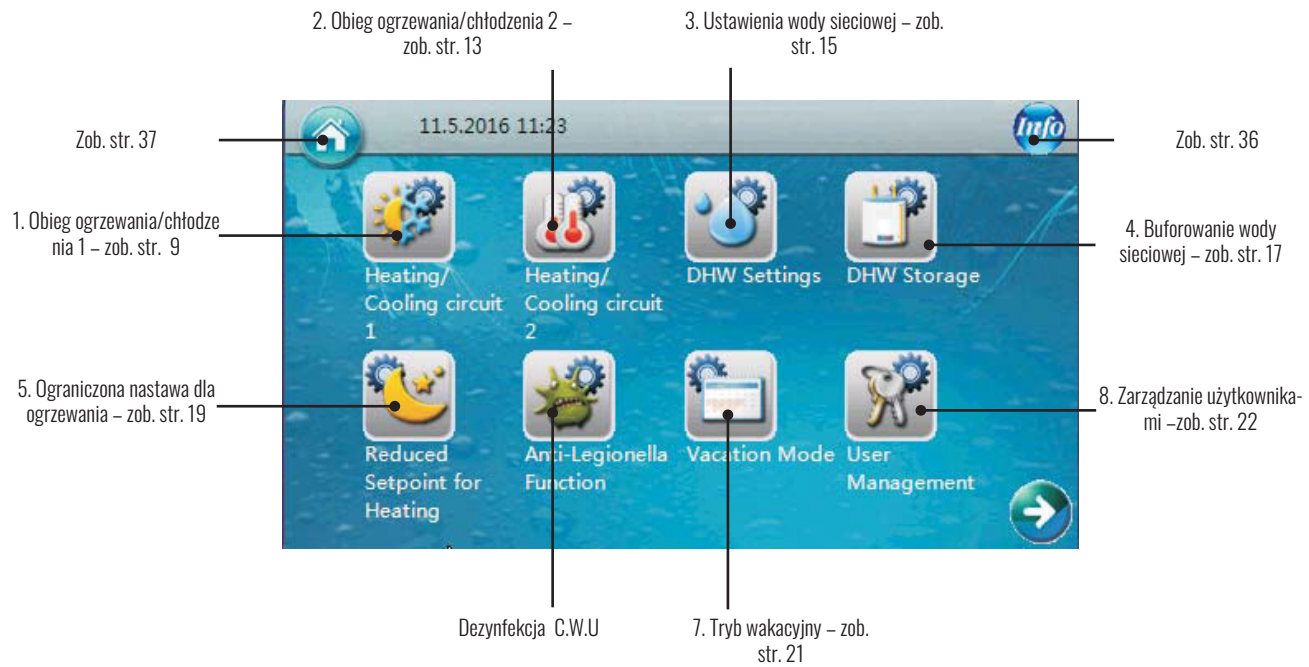 2. Obieg ogrzewania/chłodzenia 2 –
zob. str. 13
3. Ustawienia wody sieciowej – zob.
str. 15
Zob. str. 37
11.5.2016 11:23
Info
Zob. str. 36
1. Obieg ogrzewania/chłodze
nia 1 – zob. str. 9
4. Buforowanie wody
sieciowej – zob. str. 17
Heating/
Cooling circuit
1
Heating/
Cooling circuit
2
DHW Settings
DHW Storage
5. Ograniczona nastawa dla
ogrzewania – zob. str. 19
8. Zarządzanie użytkownika-
mi –zob. str. 22
Reduced
Setpoint for
Heating
Anti-Legionella
Function
Vacation Mode
User
Management
Dezynfekcja C.W.U
7. Tryb wakacyjny – zob.
str. 21